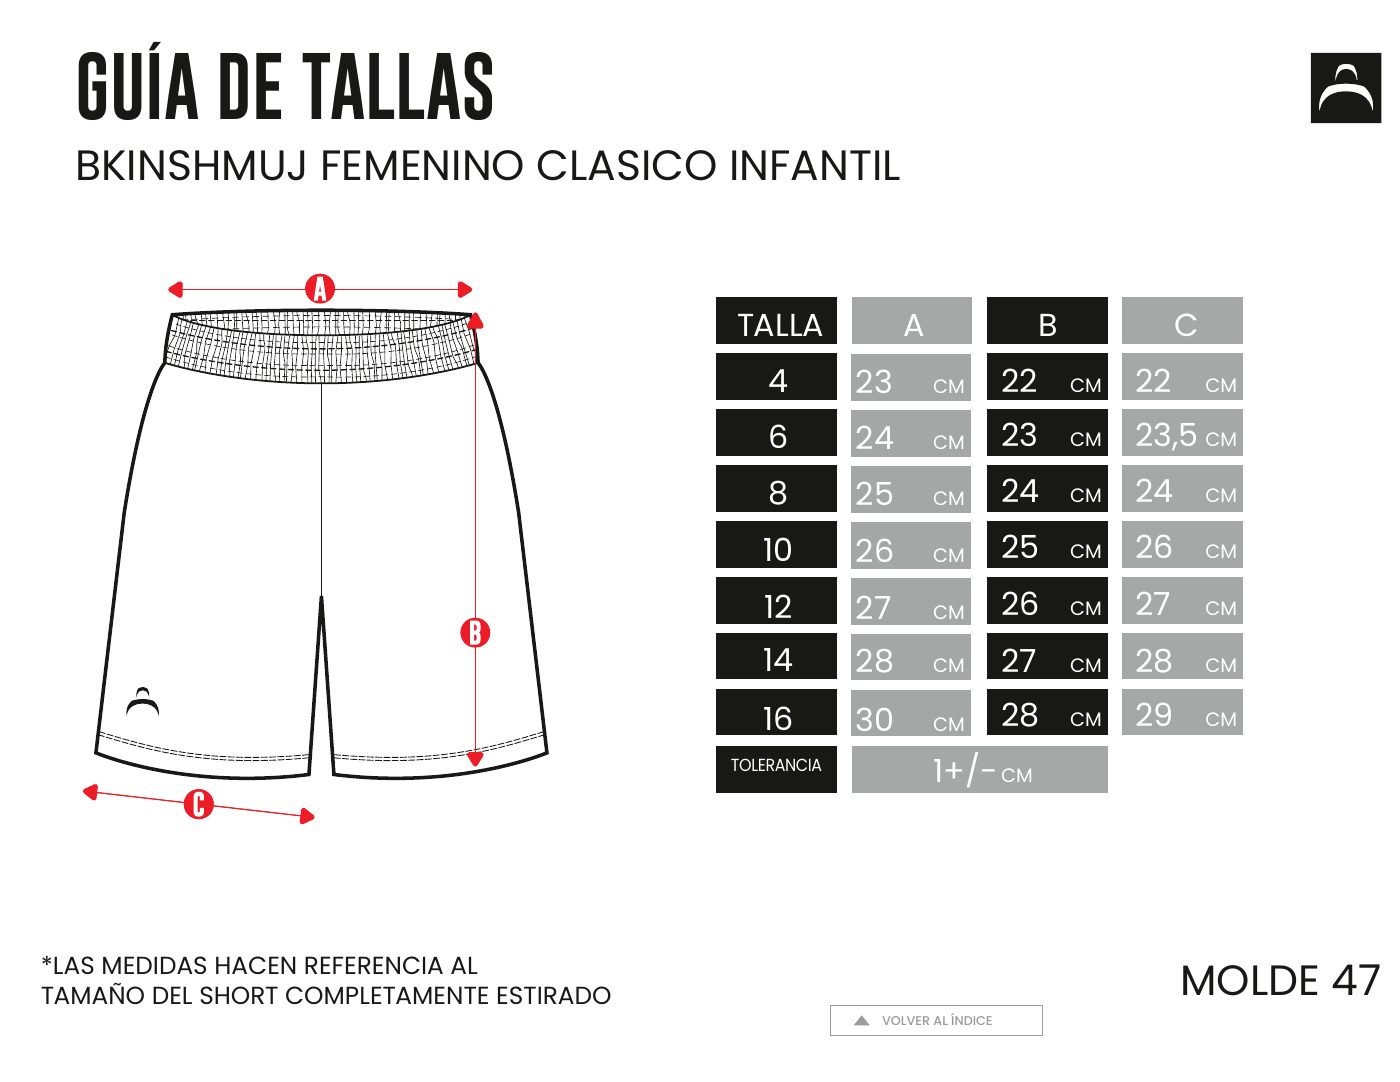 GUÍA DE TALLAS
BKINSHMUJ FEMENINO CLASICO INFANTIL
A
B
C
TALLA A B C
4 23 CM 22 CM 22 CM
6 24 CM 23 CM 23,5 CM
8 25 CM 24 CM 24 CM
10 26 CM 25 CM 26 CM
12 27 CM 26 CM 27 CM
14 28 CM 27 CM 28 CM
16 30 CM 28 CM 29 CM
TOLERANCIA 1+/- CM
*LAS MEDIDAS HACEN REFERENCIA AL
TAMAÑO DEL SHORT COMPLETAMENTE ESTIRADO
MOLDE 47
VOLVER AL ÍNDICE